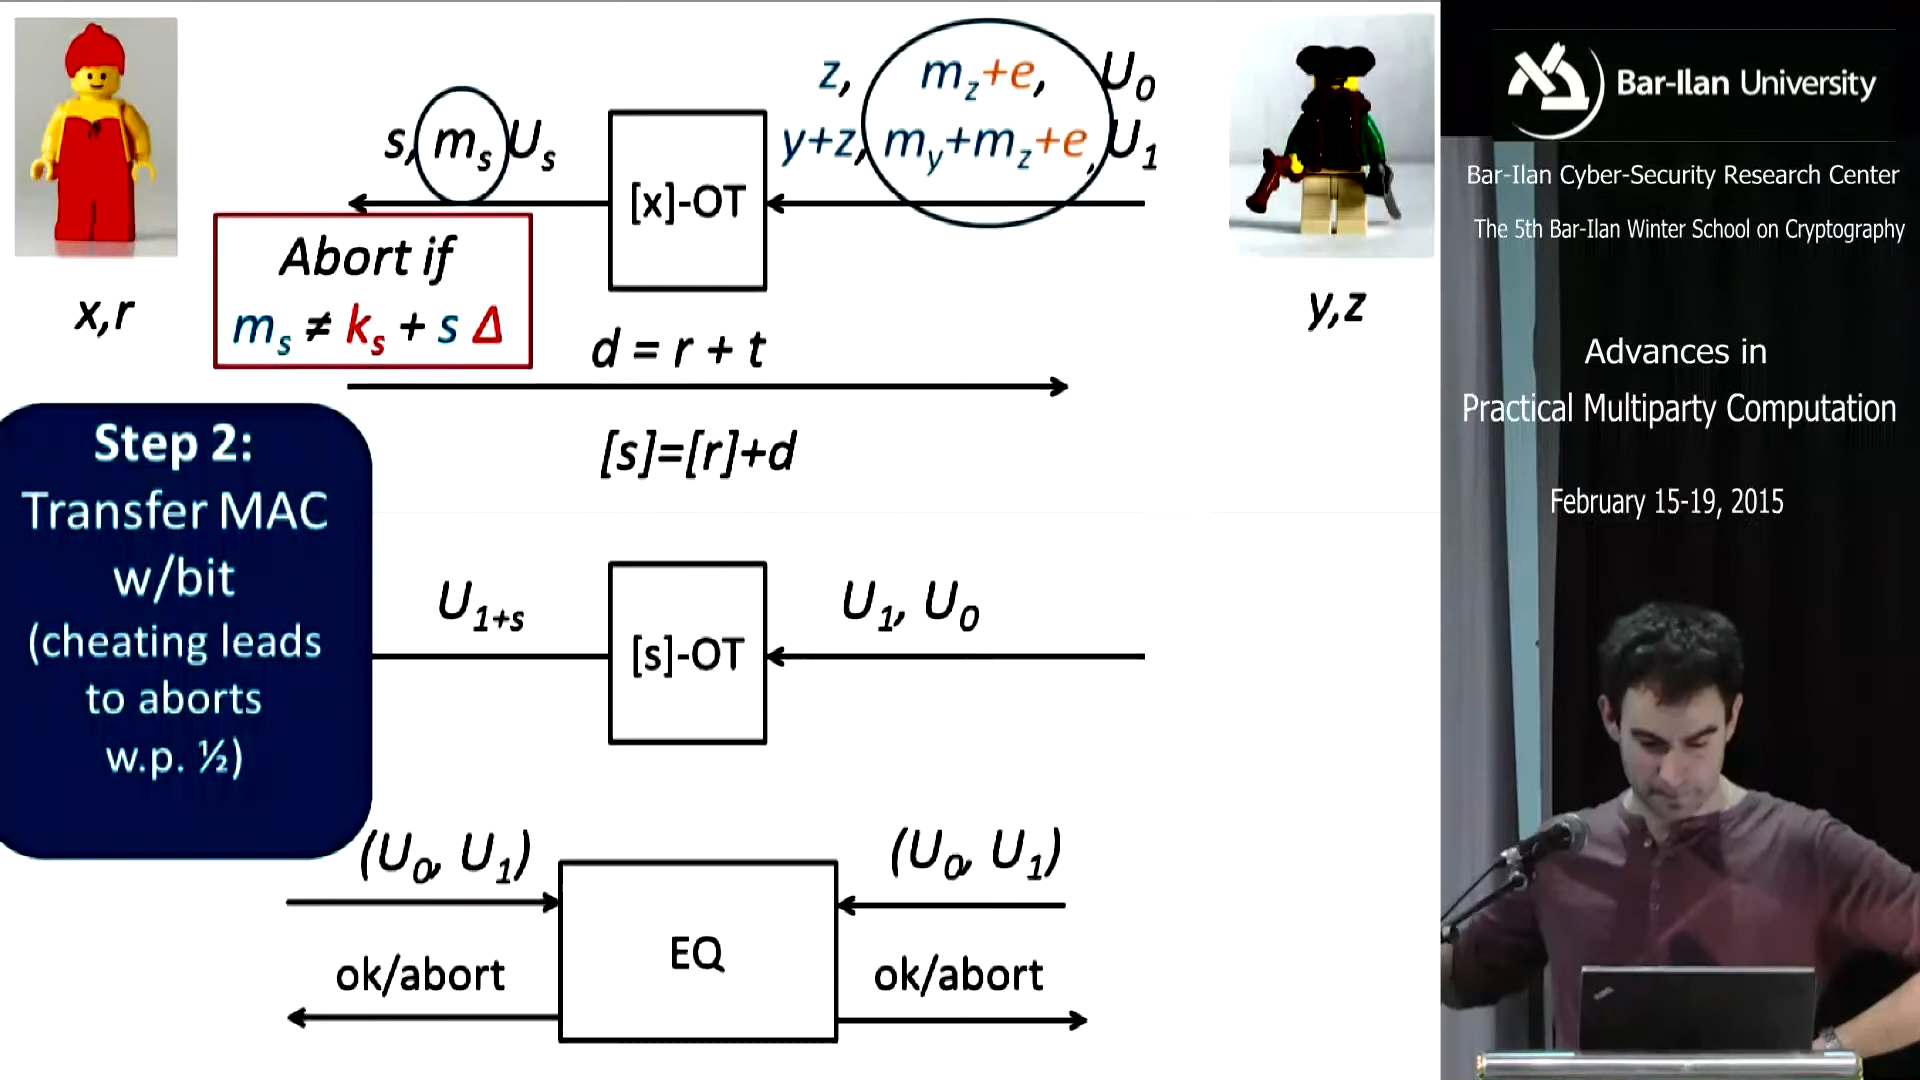 z, m_z+e, U_0
s, m_s U_s
y+z, m_y+m_z+e, U_1
[x]-OT
Abort if
m_s ≠ k_s + s Δ
x,r
y,z
d = r + t
[s]=[r]+d
Step 2:
Transfer MAC
w/bit
(cheating leads
to aborts
w.p. ½)
U_{1+s}
[s]-OT
U_1, U_0
(U_0, U_1)
(U_0, U_1)
EQ
ok/abort
ok/abort
Bar-Ilan University
Bar-Ilan Cyber-Security Research Center
The 5th Bar-Ilan Winter School on Cryptography
Advances in
Practical Multiparty Computation
February 15-19, 2015